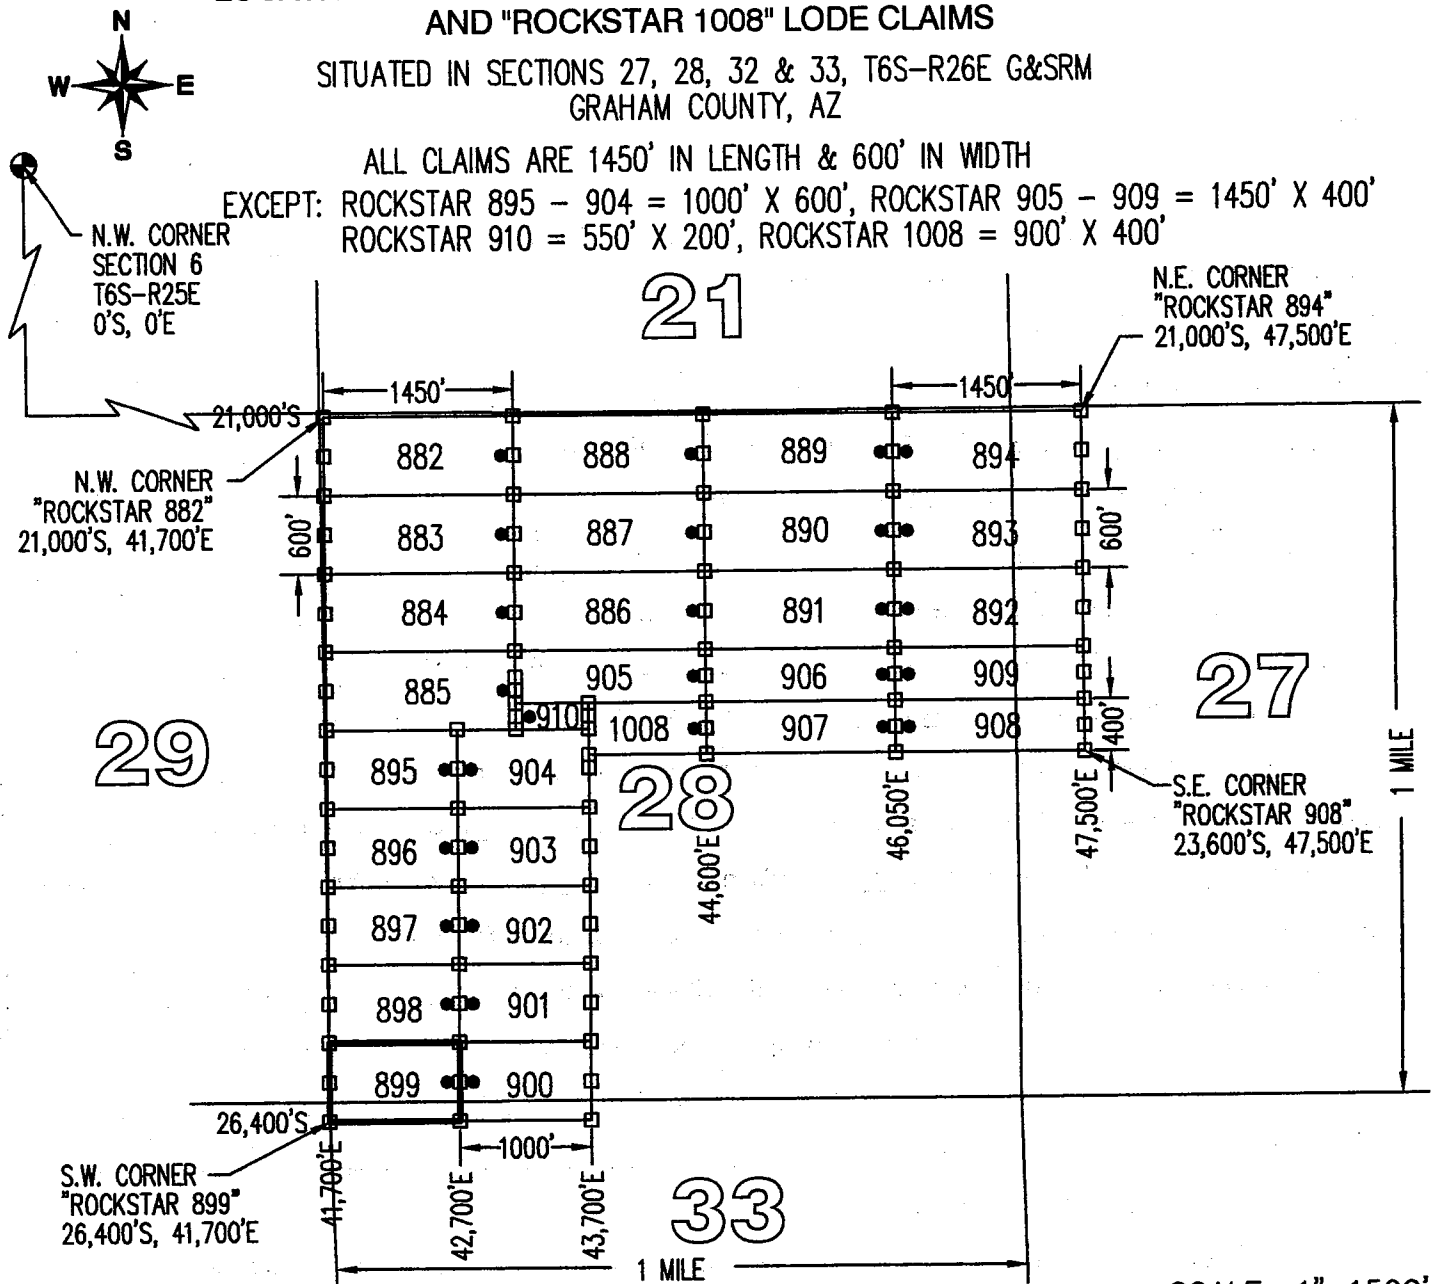 AND "ROCKSTAR 1008" LODE CLAIMS
SITUATED IN SECTIONS 27, 28, 32 & 33, T6S-R26E G&SRM
GRAHAM COUNTY, AZ
N
W E
S
ALL CLAIMS ARE 1450' IN LENGTH & 600' IN WIDTH
EXCEPT: ROCKSTAR 895 - 904 = 1000' X 600', ROCKSTAR 905 - 909 = 1450' X 400'
ROCKSTAR 910 = 550' X 200', ROCKSTAR 1008 = 900' X 400'
N.W. CORNER
SECTION 6
T6S-R25E
0'S, 0'E
21
N.E. CORNER
"ROCKSTAR 894"
21,000'S, 47,500'E
1450' 1450'
21,000'S
N.W. CORNER
"ROCKSTAR 882"
21,000'S, 41,700'E
882 888 889 894
600' 883 887 890 893 600'
884 886 891 892
885 905 906 909
910 1008 907 908 400'
29
27
28
1 MILE
895 904
896 903
897 902
898 901
899 900
44,600'E
46,050'E
47,500'E
S.E. CORNER
"ROCKSTAR 908"
23,600'S, 47,500'E
26,400'S
1000'
S.W. CORNER
"ROCKSTAR 899"
26,400'S, 41,700'E
41,700'E
42,700'E
43,700'E
33
1 MILE